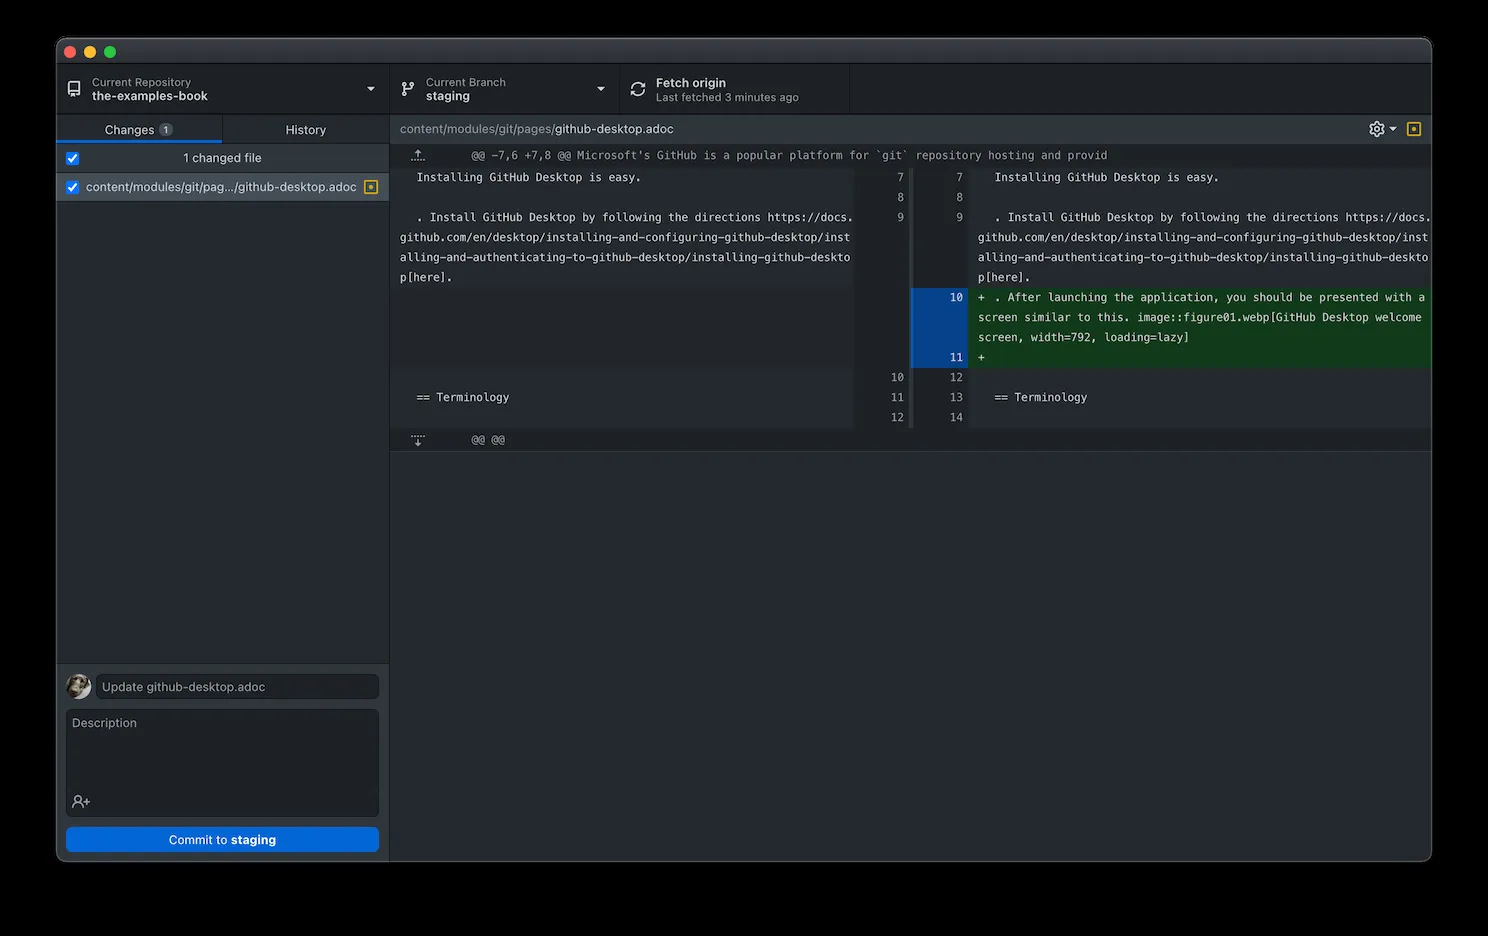 Current Repository
the-examples-book
Current Branch
staging
Fetch origin
Last fetched 3 minutes ago
Changes 1
History
1 changed file
content/modules/git/pag.../github-desktop.adoc
content/modules/git/pages/github-desktop.adoc
@@ -7,6 +7,8 @@ Microsoft's GitHub is a popular platform for `git` repository hosting and provid
Installing GitHub Desktop is easy. 7
8
. Install GitHub Desktop by following the directions https://docs. 9
github.com/en/desktop/installing-and-configuring-github-desktop/inst
alling-and-authenticating-to-github-desktop/installing-github-deskto
p[here].
10
== Terminology 11
12
7 Installing GitHub Desktop is easy.
8
9 . Install GitHub Desktop by following the directions https://docs.
github.com/en/desktop/installing-and-configuring-github-desktop/inst
alling-and-authenticating-to-github-desktop/installing-github-deskto
p[here].
10 + . After launching the application, you should be presented with a
screen similar to this. image::figure01.webp[GitHub Desktop welcome
screen, width=792, loading=lazy]
11 +
12
13 == Terminology
14
@@ @@
Update github-desktop.adoc
Description
Commit to staging